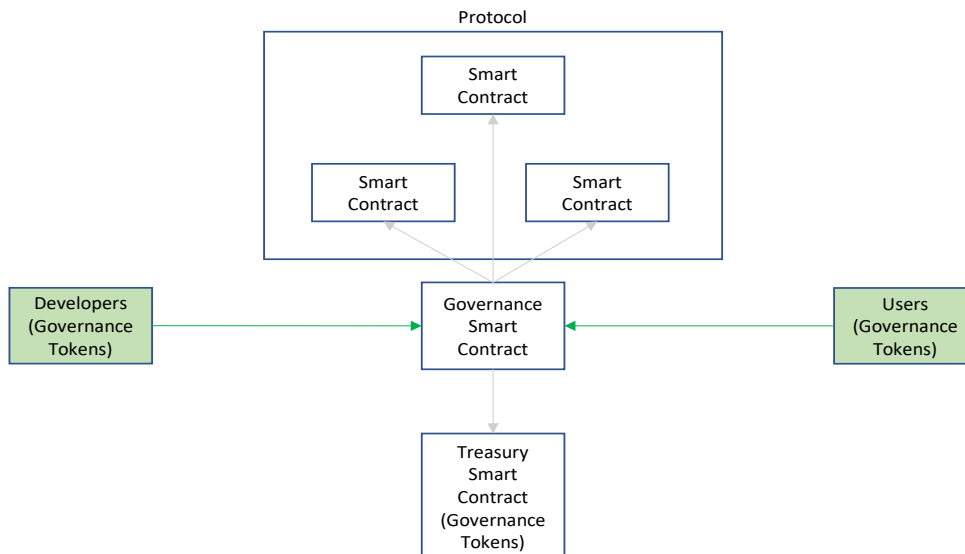 Protocol
Smart
Contract
Smart
Contract
Smart
Contract
Developers
(Governance
Tokens)
Governance
Smart
Contract
Users
(Governance
Tokens)
Treasury
Smart
Contract
(Governance
Tokens)